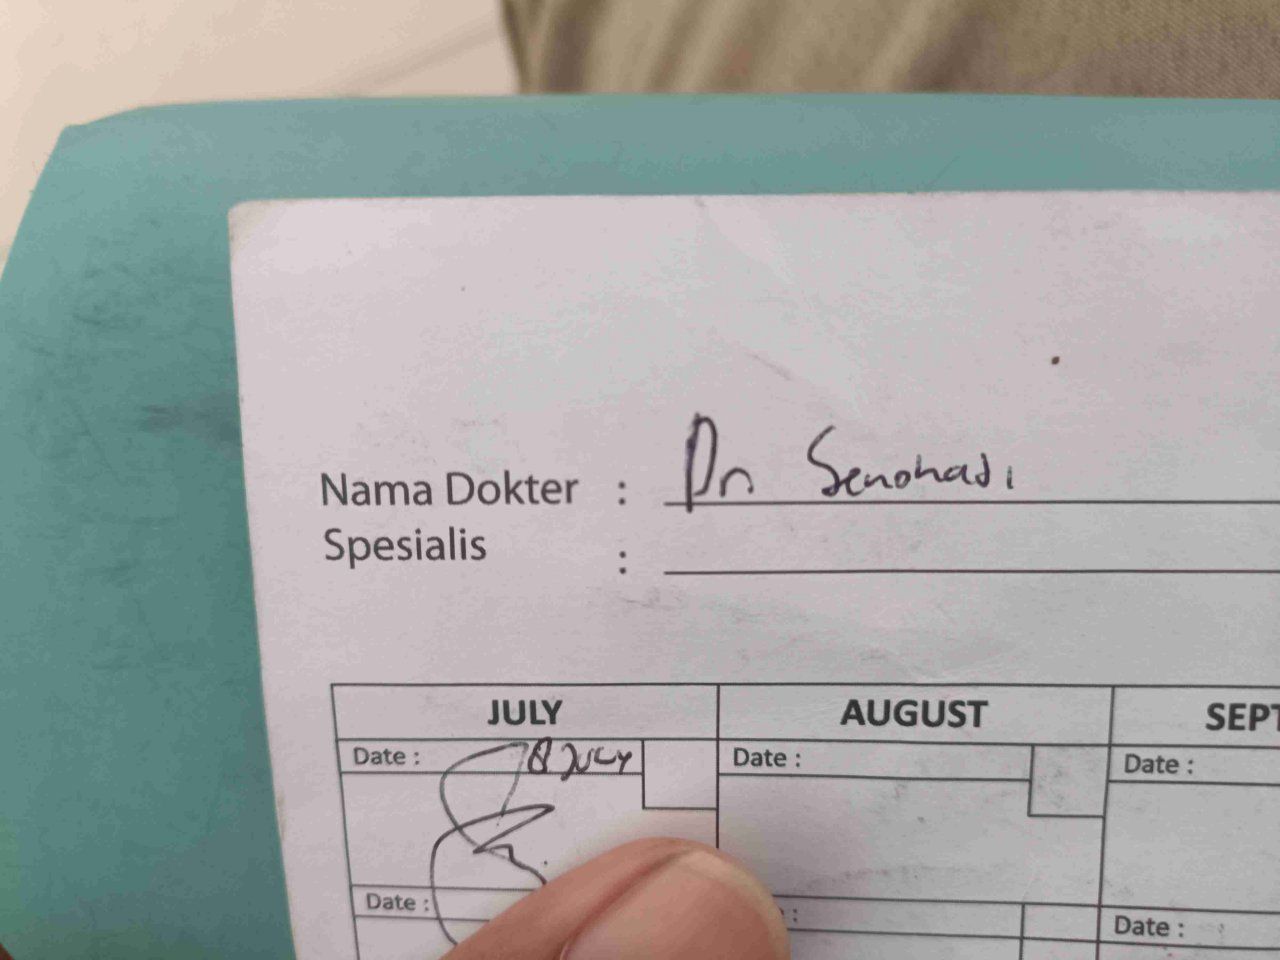 Nama Dokter : Dr Senohadi
Spesialis :
JULY AUGUST SEPT
Date : 8 JULY Date : Date :
Date : : Date :